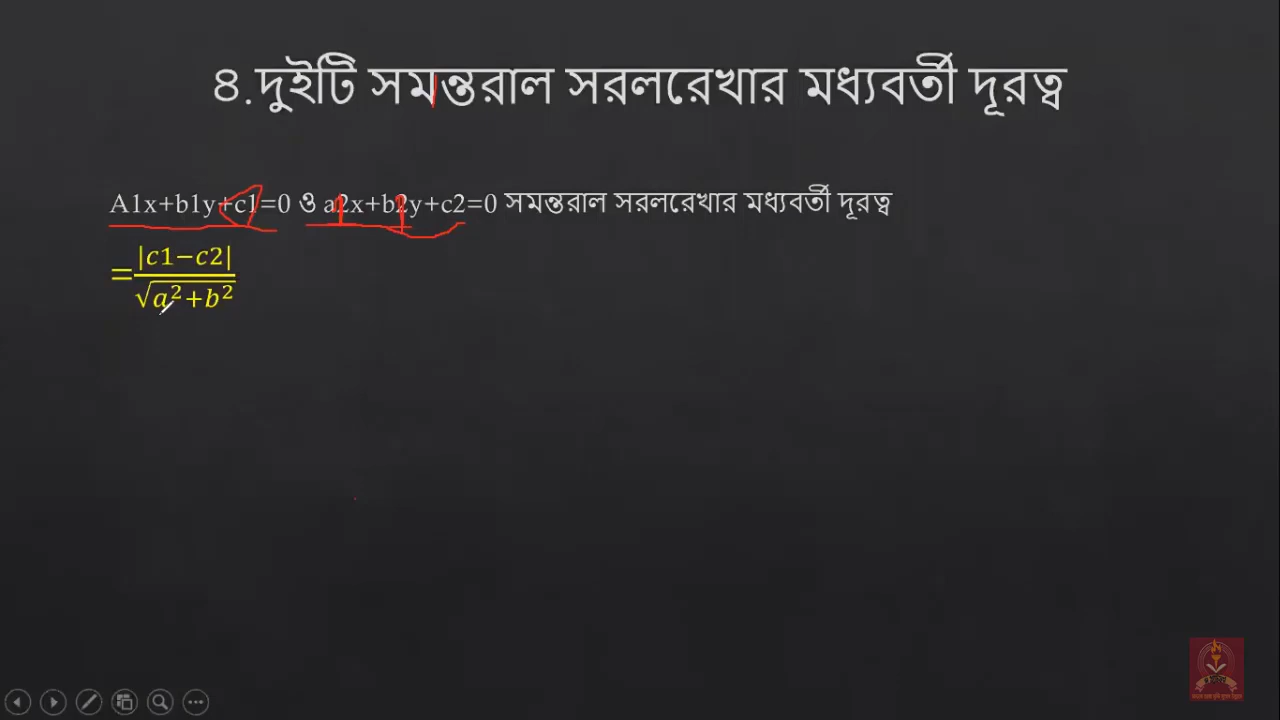 ৪.দুইটি সমন্তরাল সরলরেখার মধ্যবর্তী দূরত্ব
A1x+b1y+c1=0 ও a2x+b2y+c2=0 সমন্তরাল সরলরেখার মধ্যবর্তী দূরত্ব
=|c1−c2|/√a²+b²